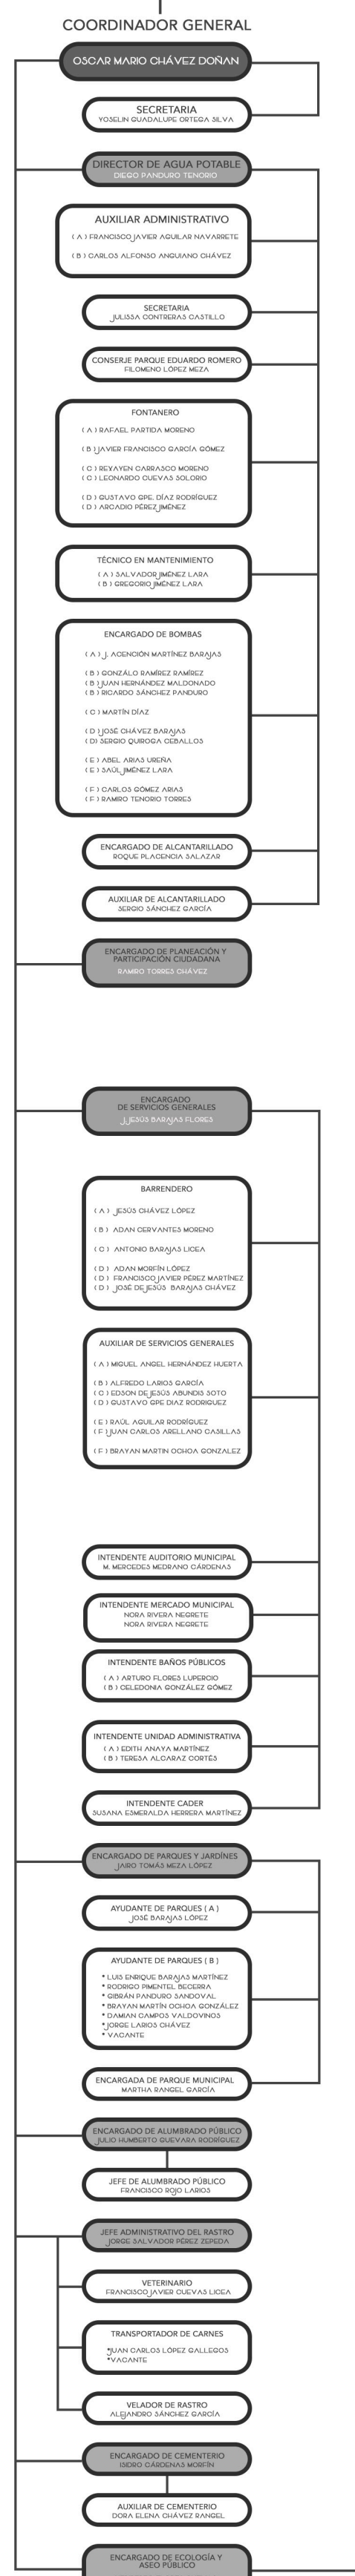 COORDINADOR GENERAL
OSCAR MARIO CHÁVEZ DOÑAN
SECRETARIA
YOSELIN GUADALUPE ORTEGA SILVA
DIRECTOR DE AGUA POTABLE
DIEGO PANDURO TENORIO
AUXILIAR ADMINISTRATIVO
( A ) FRANCISCO JAVIER AGUILAR NAVARRETE
( B ) CARLOS ALFONSO ANGUIANO CHÁVEZ
SECRETARIA
JULISSA CONTRERAS CASTILLO
CONSERJE PARQUE EDUARDO ROMERO
FILOMENO LÓPEZ MEZA
FONTANERO
( A ) RAFAEL PARTIDA MORENO
( B ) JAVIER FRANCISCO GARCÍA GÓMEZ
( C ) REYAYEN CARRASCO MORENO
( C ) LEONARDO CUEVAS SOLORIO
( D ) GUSTAVO GPE. DÍAZ RODRÍGUEZ
( D ) ARCADIO PÉREZ JIMÉNEZ
TÉCNICO EN MANTENIMIENTO
( A ) SALVADOR JIMÉNEZ LARA
( B ) GREGORIO JIMÉNEZ LARA
ENCARGADO DE BOMBAS
( A ) J. ACENCIÓN MARTÍNEZ BARAJAS
( B ) GONZÁLO RAMÍREZ RAMÍREZ
( B ) JUAN HERNÁNDEZ MALDONADO
( B ) RICARDO SÁNCHEZ PANDURO
( C ) MARTÍN DÍAZ
( D ) JOSÉ CHÁVEZ BARAJAS
( D) SERGIO QUIROGA CEBALLOS
( E ) ABEL ARIAS UREÑA
( E ) SAÚL JIMÉNEZ LARA
( F ) CARLOS GÓMEZ ARIAS
( F ) RAMIRO TENORIO TORRES
ENCARGADO DE ALCANTARILLADO
ROQUE PLACENCIA SALAZAR
AUXILIAR DE ALCANTARILLADO
SERGIO SÁNCHEZ GARCÍA
ENCARGADO DE PLANEACIÓN Y
PARTICIPACIÓN CIUDADANA
RAMIRO TORRES CHÁVEZ
ENCARGADO
DE SERVICIOS GENERALES
J. JESÚS BARAJAS FLORES
BARRENDERO
( A ) JESÚS CHÁVEZ LÓPEZ
( B ) ADAN CERVANTES MORENO
( C ) ANTONIO BARAJAS LICEA
( D ) ADAN MORFÍN LÓPEZ
( D ) FRANCISCO JAVIER PÉREZ MARTÍNEZ
( D ) JOSÉ DE JESÚS BARAJAS CHÁVEZ
AUXILIAR DE SERVICIOS GENERALES
( A ) MIGUEL ANGEL HERNÁNDEZ HUERTA
( B ) ALFREDO LARIOS GARCÍA
( C ) EDSON DE JESÚS ABUNDIS SOTO
( D ) GUSTAVO GPE DIAZ RODRIGUEZ
( E ) RAÚL AGUILAR RODRÍGUEZ
( F ) JUAN CARLOS ARELLANO CASILLAS
( F ) BRAYAN MARTIN OCHOA GONZALEZ
INTENDENTE AUDITORIO MUNICIPAL
M. MERCEDES MEDRANO CÁRDENAS
INTENDENTE MERCADO MUNICIPAL
NORA RIVERA NEGRETE
NORA RIVERA NEGRETE
INTENDENTE BAÑOS PÚBLICOS
( A ) ARTURO FLORES LUPERCIO
( B ) CELEDONIA GONZÁLEZ GÓMEZ
INTENDENTE UNIDAD ADMINISTRATIVA
( A ) EDITH ANAYA MARTÍNEZ
( B ) TERESA ALCARAZ CORTÉS
INTENDENTE CADER
SUSANA ESMERALDA HERRERA MARTÍNEZ
ENCARGADO DE PARQUES Y JARDÍNES
JAIRO TOMÁS MEZA LÓPEZ
AYUDANTE DE PARQUES ( A )
JOSÉ BARAJAS LÓPEZ
AYUDANTE DE PARQUES ( B )
* LUIS ENRIQUE BARAJAS MARTÍNEZ
* RODRIGO PIMENTEL BECERRA
* GIBRÁN PANDURO SANDOVAL
* BRAYAN MARTÍN OCHOA GONZÁLEZ
* DAMIAN CAMPOS VALDOVINOS
* JORGE LARIOS CHÁVEZ
* VACANTE
ENCARGADA DE PARQUE MUNICIPAL
MARTHA RANGEL GARCÍA
ENCARGADO DE ALUMBRADO PÚBLICO
JULIO HUMBERTO GUEVARA RODRÍGUEZ
JEFE DE ALUMBRADO PÚBLICO
FRANCISCO ROJO LARIOS
JEFE ADMINISTRATIVO DEL RASTRO
JORGE SALVADOR PÉREZ ZEPEDA
VETERINARIO
FRANCISCO JAVIER CUEVAS LICEA
TRANSPORTADOR DE CARNES
*JUAN CARLOS LÓPEZ GALLEGOS
*VACANTE
VELADOR DE RASTRO
ALEJANDRO SÁNCHEZ GARCÍA
ENCARGADO DE CEMENTERIO
ISIDRO CÁRDENAS MORFÍN
AUXILIAR DE CEMENTERIO
DORA ELENA CHÁVEZ RANGEL
ENCARGADO DE ECOLOGÍA Y
ASEO PÚBLICO